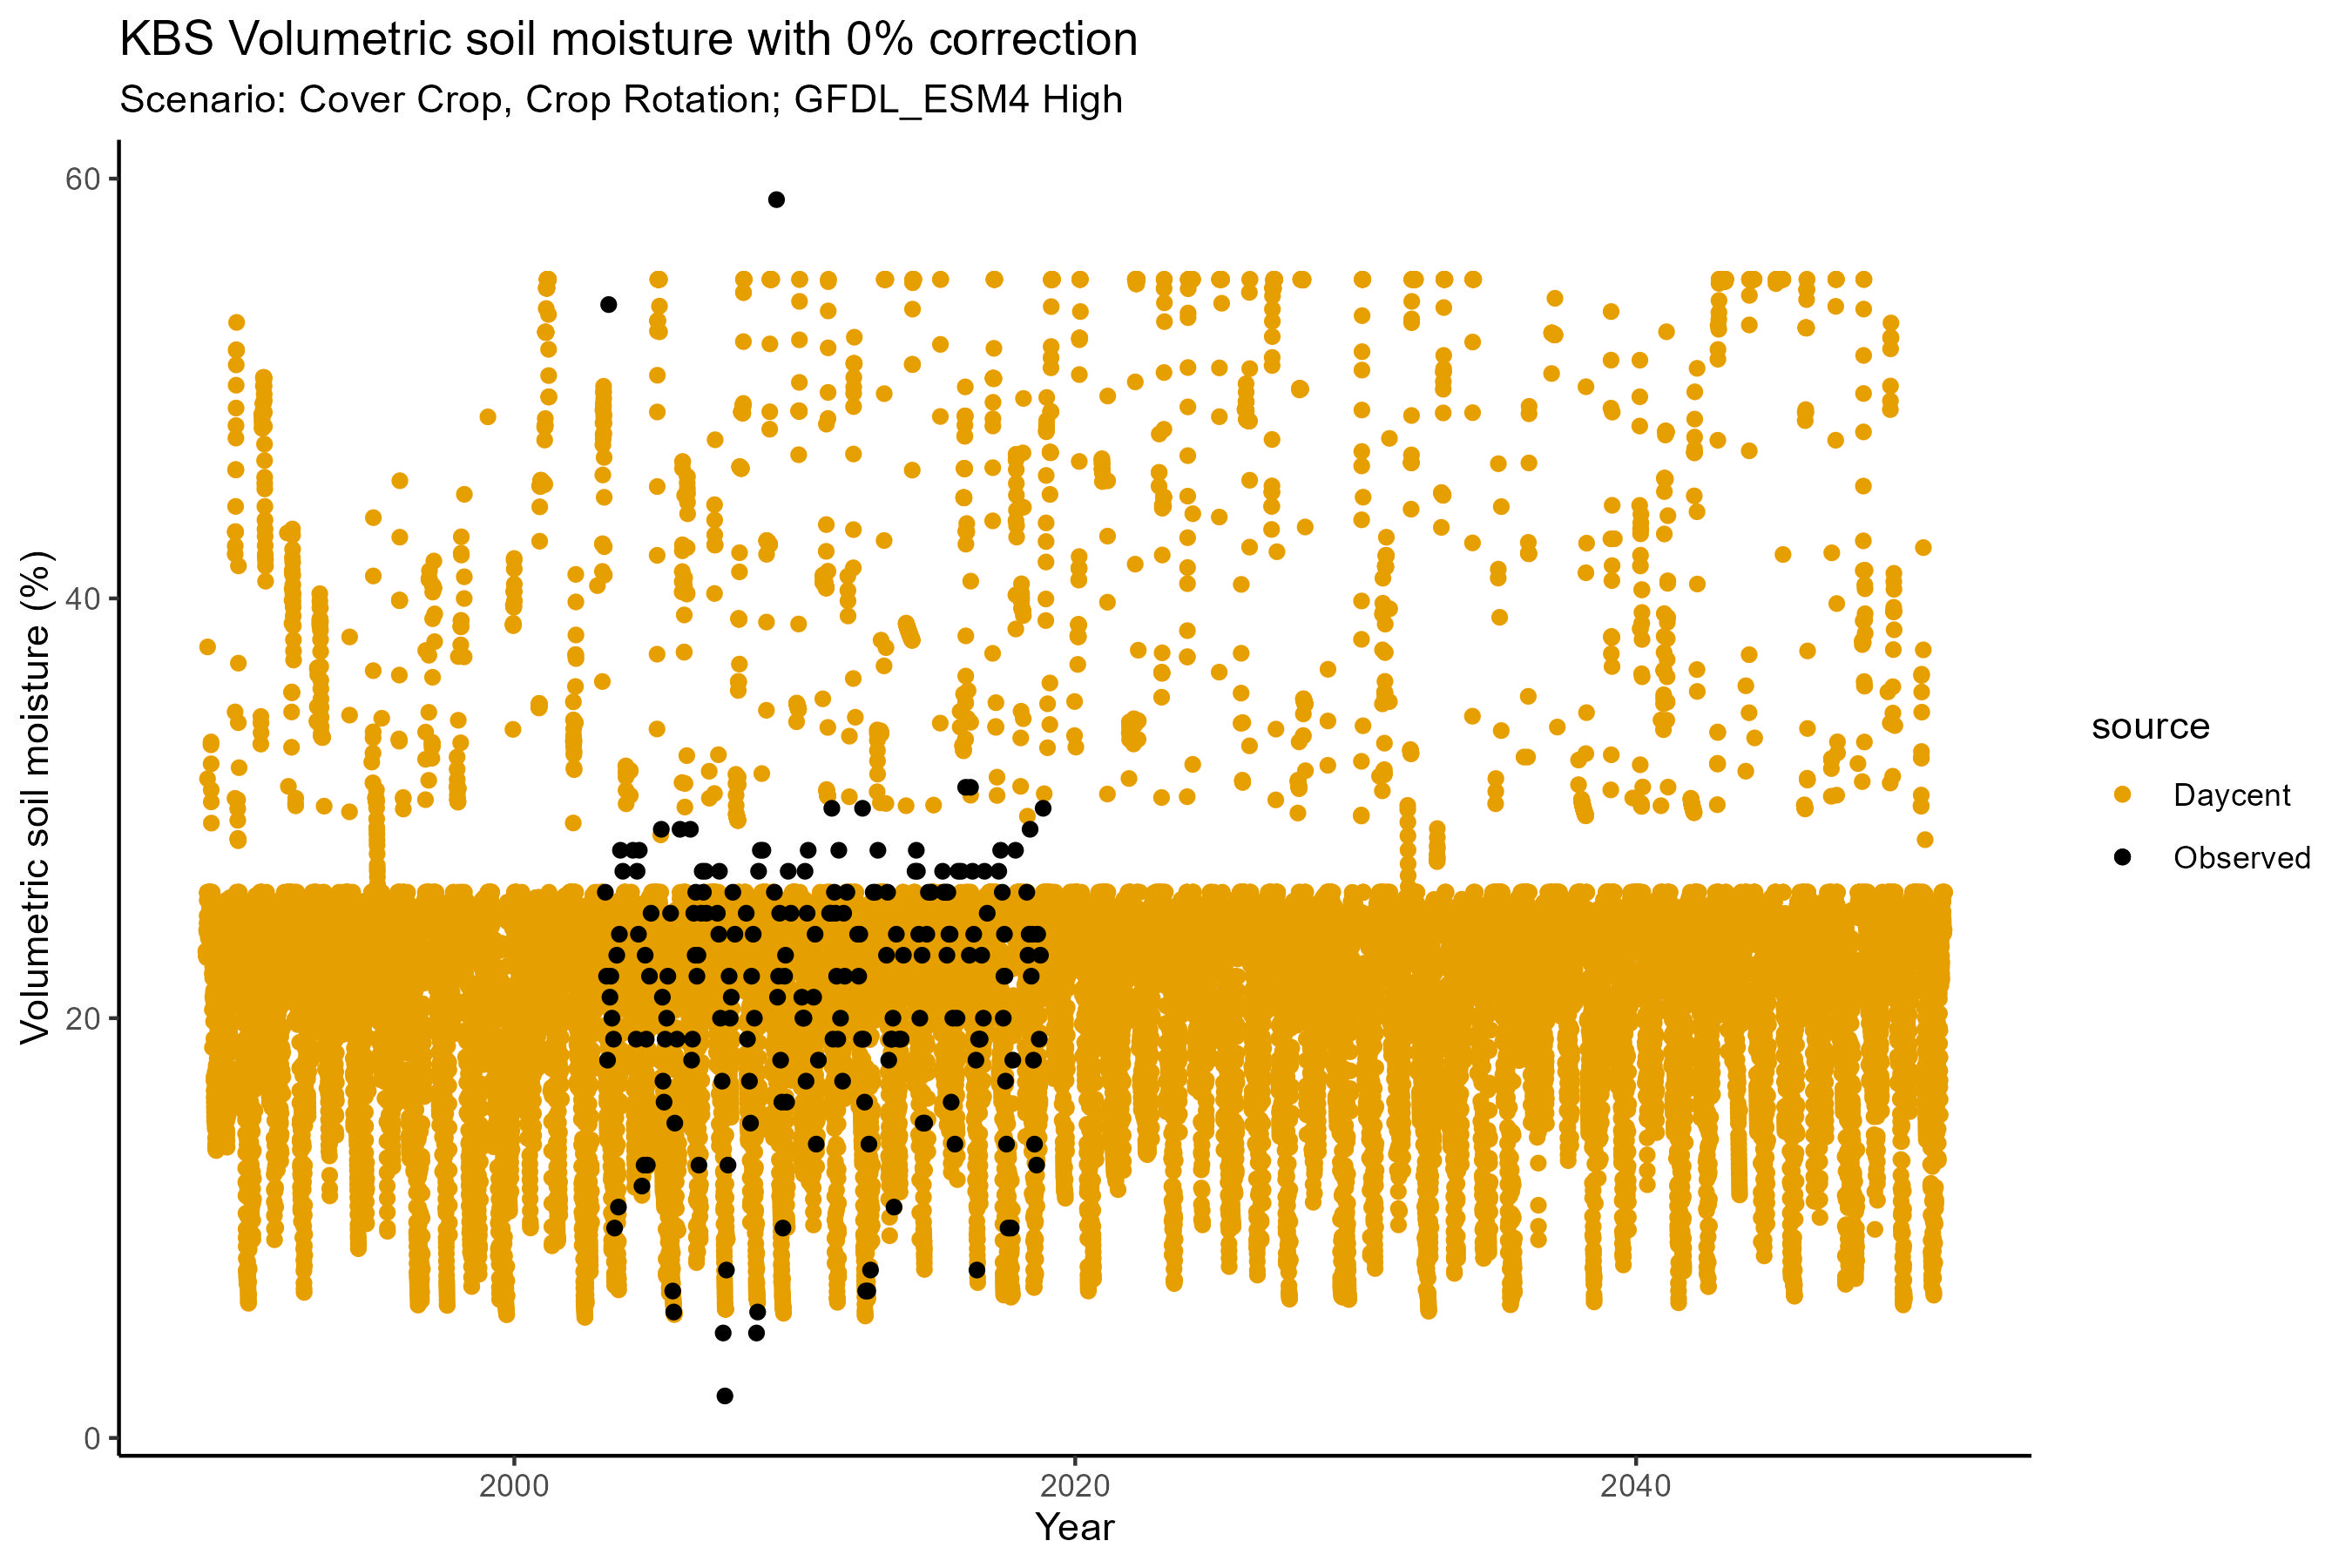 KBS Volumetric soil moisture with 0% correction
Scenario: Cover Crop, Crop Rotation; GFDL_ESM4 High
60
40
20
0
Volumetric soil moisture (%)
2000
2020
2040
Year
source
Daycent
Observed